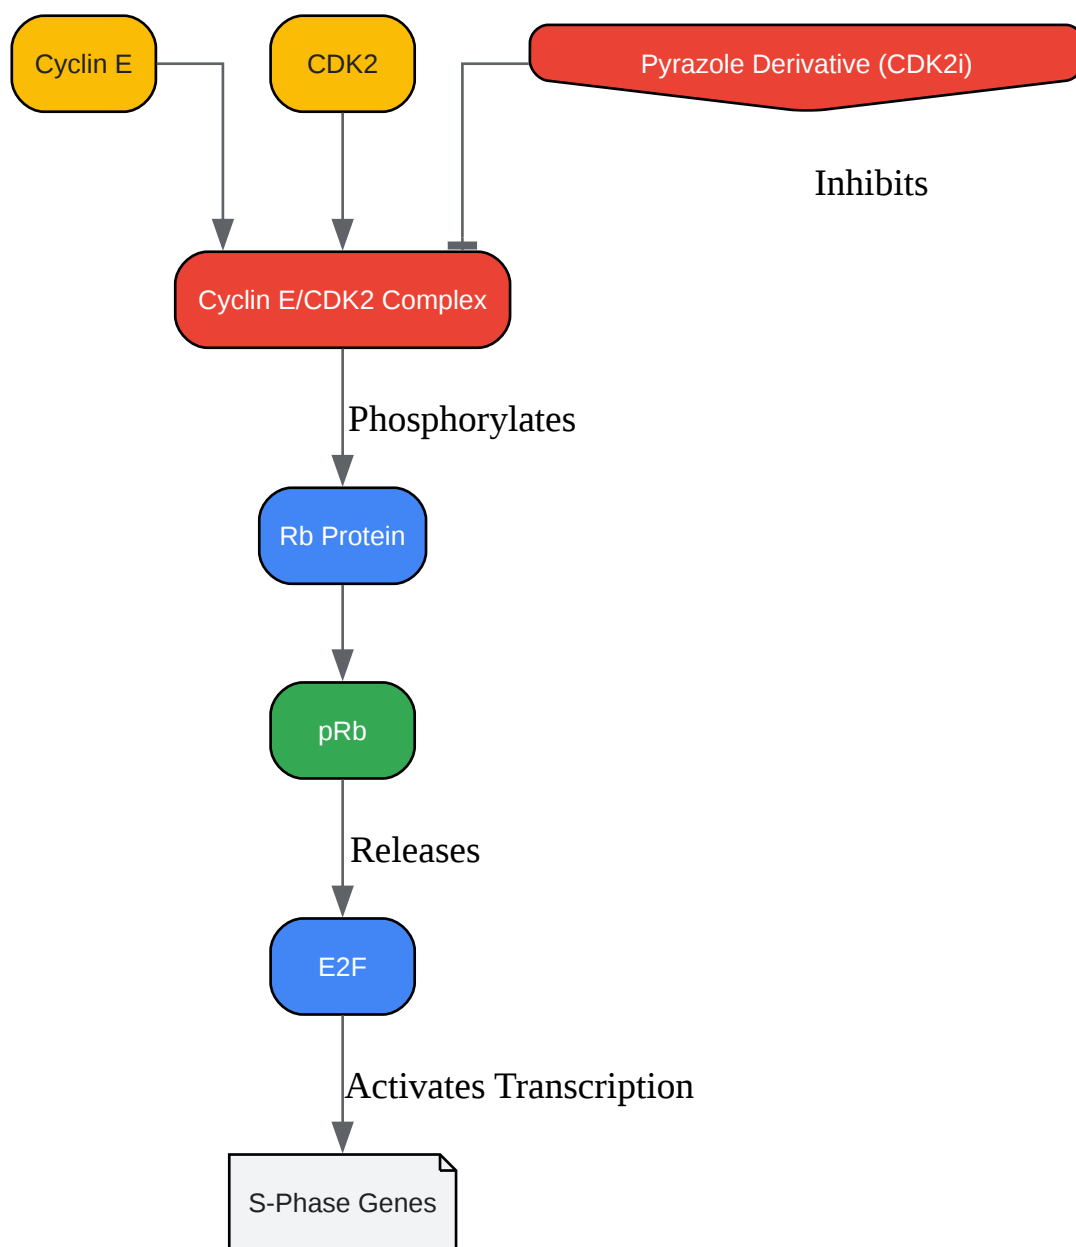 Cyclin E
CDK2
Pyrazole Derivative (CDK2i)
Inhibits
Cyclin E/CDK2 Complex
Phosphorylates
Rb Protein
pRb
Releases
E2F
Activates Transcription
S-Phase Genes